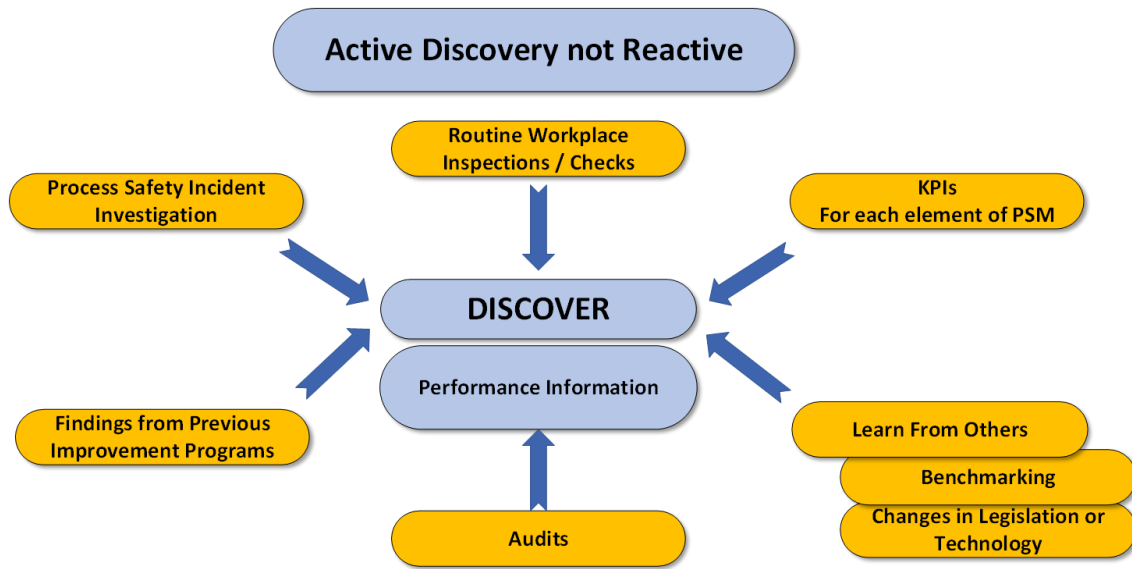 Active Discovery not Reactive
Routine Workplace
Inspections / Checks
Process Safety Incident
Investigation
KPIs
For each element of PSM
DISCOVER
Performance Information
Findings from Previous
Improvement Programs
Learn From Others
Benchmarking
Changes in Legislation or
Technology
Audits